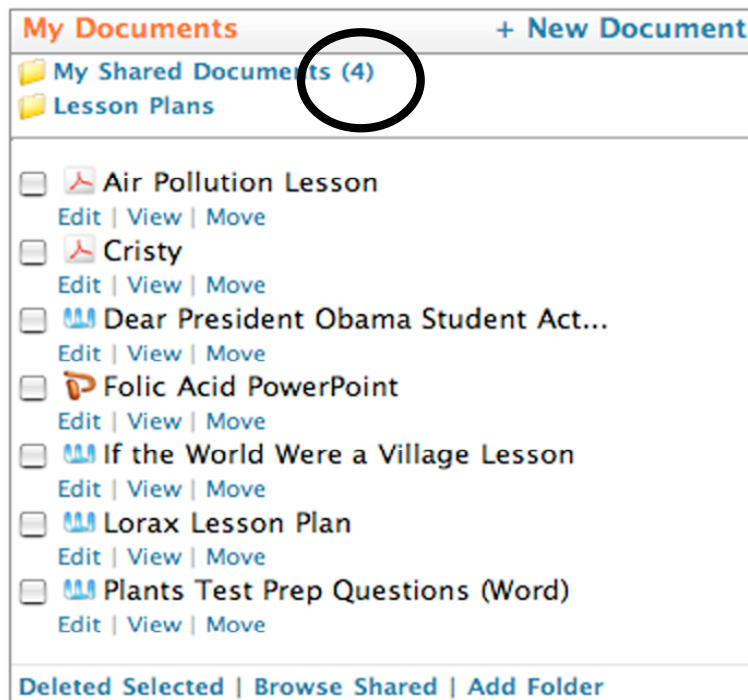 My Documents + New Document
My Shared Documents (4)
Lesson Plans
Air Pollution Lesson
Edit | View | Move
Cristy
Edit | View | Move
Dear President Obama Student Act...
Edit | View | Move
Folic Acid PowerPoint
Edit | View | Move
If the World Were a Village Lesson
Edit | View | Move
Lorax Lesson Plan
Edit | View | Move
Plants Test Prep Questions (Word)
Edit | View | Move
Deleted Selected | Browse Shared | Add Folder